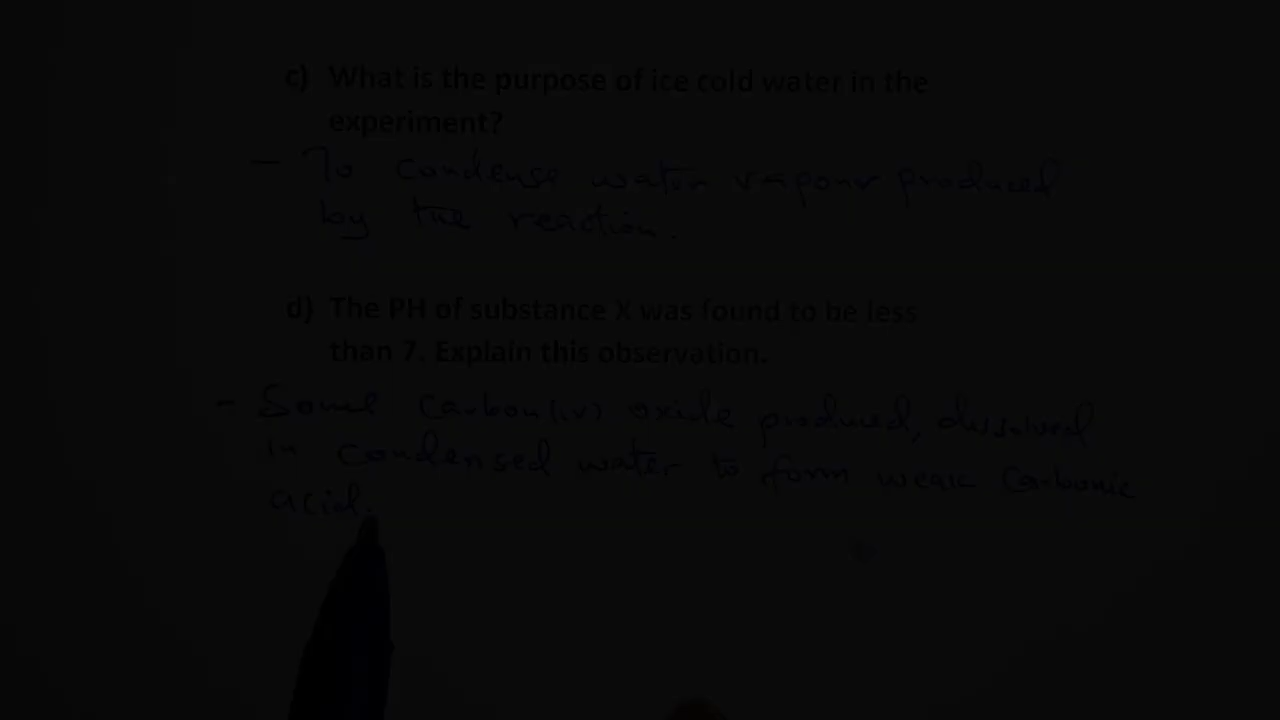 c) What is the purpose of ice cold water in the
experiment?
- To condense water vapour produced
by the reaction.
d) The PH of substance X was found to be less
than 7. Explain this observation.
- Some carbon(iv) oxide produced, dissolved
in condensed water to form weak carbonic
acid.